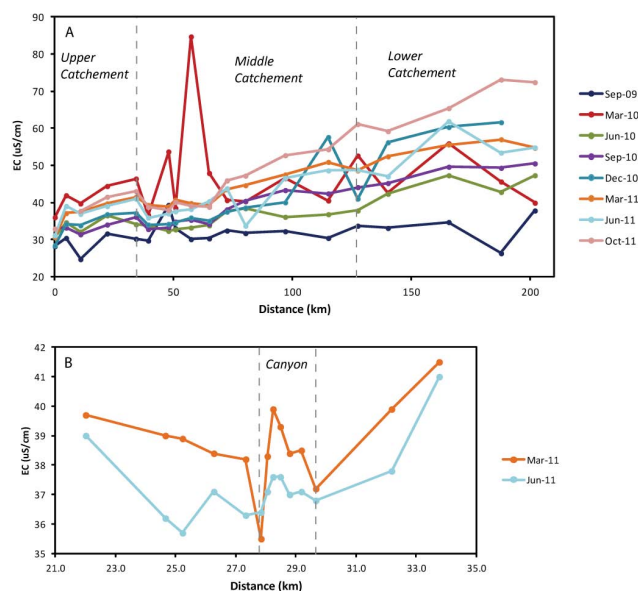 A
Upper
Catchement
Middle
Catchement
Lower
Catchement
90
80
70
60
50
40
30
20
EC (uS/cm)
0
50
100
150
200
Distance (km)
Sep-09
Mar-10
Jun-10
Sep-10
Dec-10
Mar-11
Jun-11
Oct-11
B
Canyon
42
41
40
39
38
37
36
35
EC (uS/cm)
21.0
23.0
25.0
27.0
29.0
31.0
33.0
35.0
Distance (km)
Mar-11
Jun-11